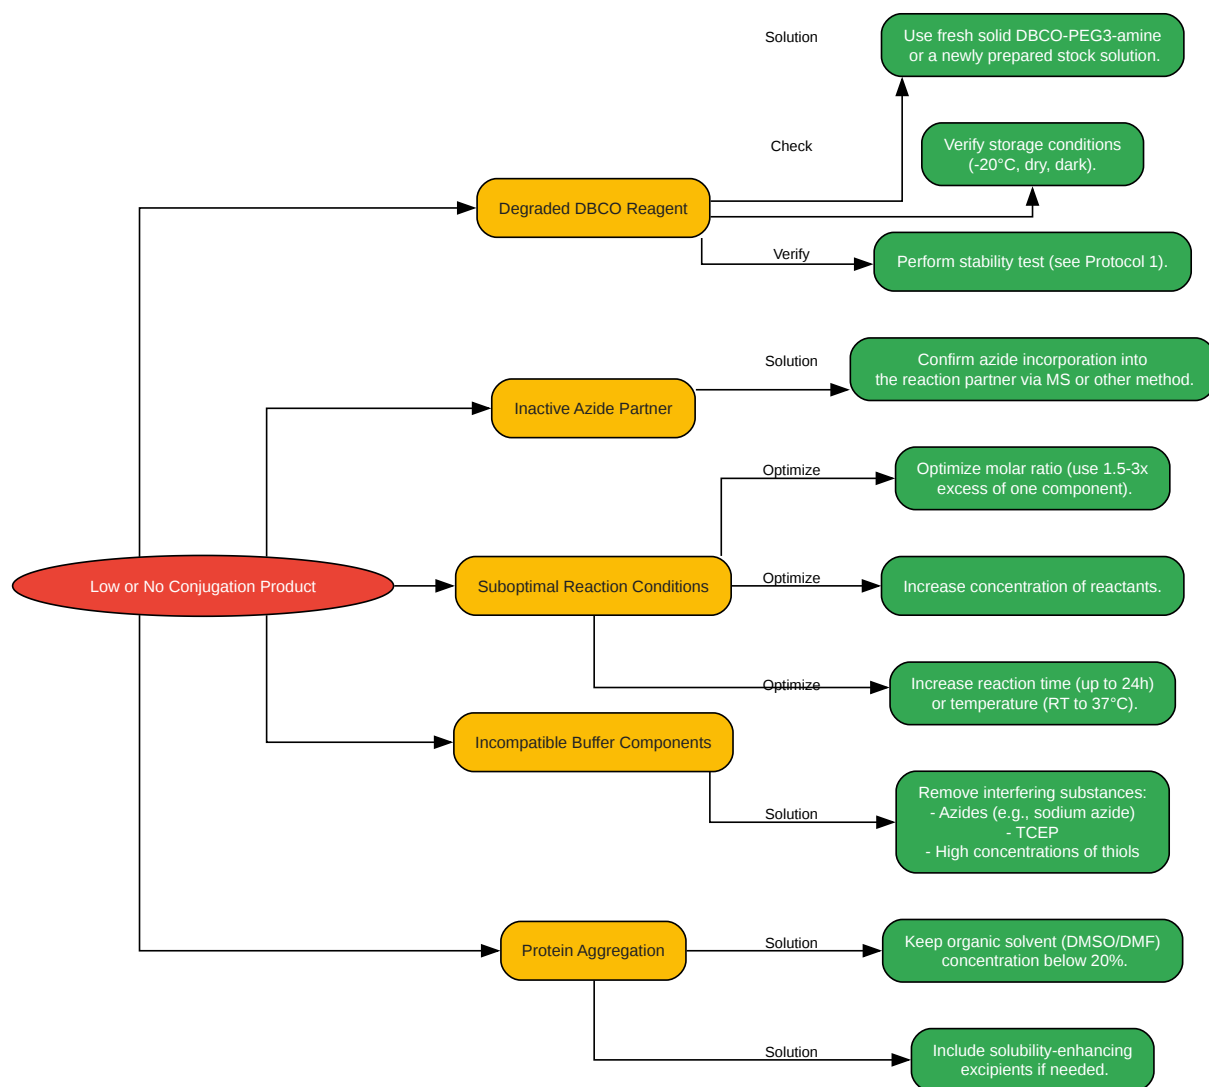 Solution
Use fresh solid DBCO-PEG3-amine
or a newly prepared stock solution.
Check
Verify storage conditions
(-20°C, dry, dark).
Degraded DBCO Reagent
Verify
Perform stability test (see Protocol 1).
Solution
Confirm azide incorporation into
the reaction partner via MS or other method.
Inactive Azide Partner
Optimize
Optimize molar ratio (use 1.5-3x
excess of one component).
Low or No Conjugation Product
Suboptimal Reaction Conditions
Optimize
Increase concentration of reactants.
Optimize
Increase reaction time (up to 24h)
or temperature (RT to 37°C).
Incompatible Buffer Components
Solution
Remove interfering substances:
- Azides (e.g., sodium azide)
- TCEP
- High concentrations of thiols
Protein Aggregation
Solution
Keep organic solvent (DMSO/DMF)
concentration below 20%.
Solution
Include solubility-enhancing
excipients if needed.